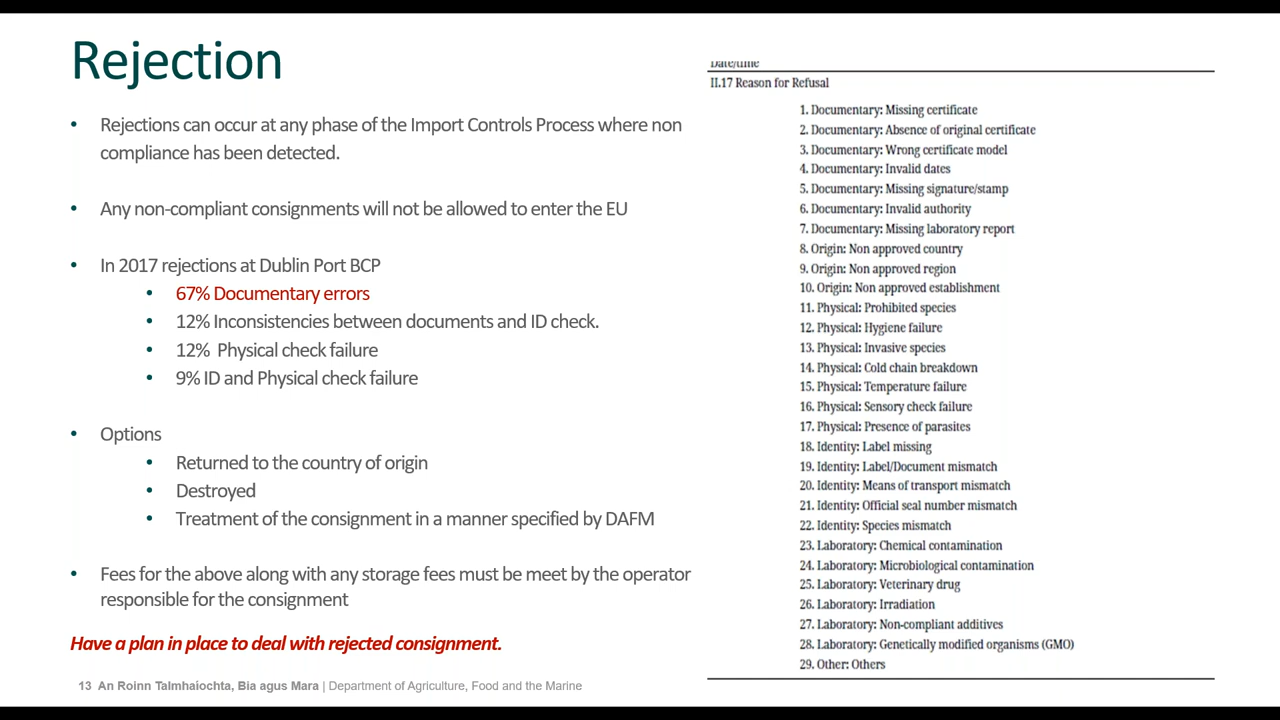 Rejection
• Rejections can occur at any phase of the Import Controls Process where non
compliance has been detected.
• Any non-compliant consignments will not be allowed to enter the EU
• In 2017 rejections at Dublin Port BCP
• 67% Documentary errors
• 12% Inconsistencies between documents and ID check.
• 12% Physical check failure
• 9% ID and Physical check failure
• Options
• Returned to the country of origin
• Destroyed
• Treatment of the consignment in a manner specified by DAFM
• Fees for the above along with any storage fees must be meet by the operator
responsible for the consignment
Have a plan in place to deal with rejected consignment.
13 An Roinn Talmhaiochta, Bia agus Mara | Department of Agriculture, Food and the Marine
Date/time
II.17 Reason for Refusal
1. Documentary: Missing certificate
2. Documentary: Absence of original certificate
3. Documentary: Wrong certificate model
4. Documentary: Invalid dates
5. Documentary: Missing signature/stamp
6. Documentary: Invalid authority
7. Documentary: Missing laboratory report
8. Origin: Non approved country
9. Origin: Non approved region
10. Origin: Non approved establishment
11. Physical: Prohibited species
12. Physical: Hygiene failure
13. Physical: Invasive species
14. Physical: Cold chain breakdown
15. Physical: Temperature failure
16. Physical: Sensory check failure
17. Physical: Presence of parasites
18. Identity: Label missing
19. Identity: Label/Document mismatch
20. Identity: Means of transport mismatch
21. Identity: Official seal number mismatch
22. Identity: Species mismatch
23. Laboratory: Chemical contamination
24. Laboratory: Microbiological contamination
25. Laboratory: Veterinary drug
26. Laboratory: Irradiation
27. Laboratory: Non-compliant additives
28. Laboratory: Genetically modified organisms (GMO)
29. Other: Others